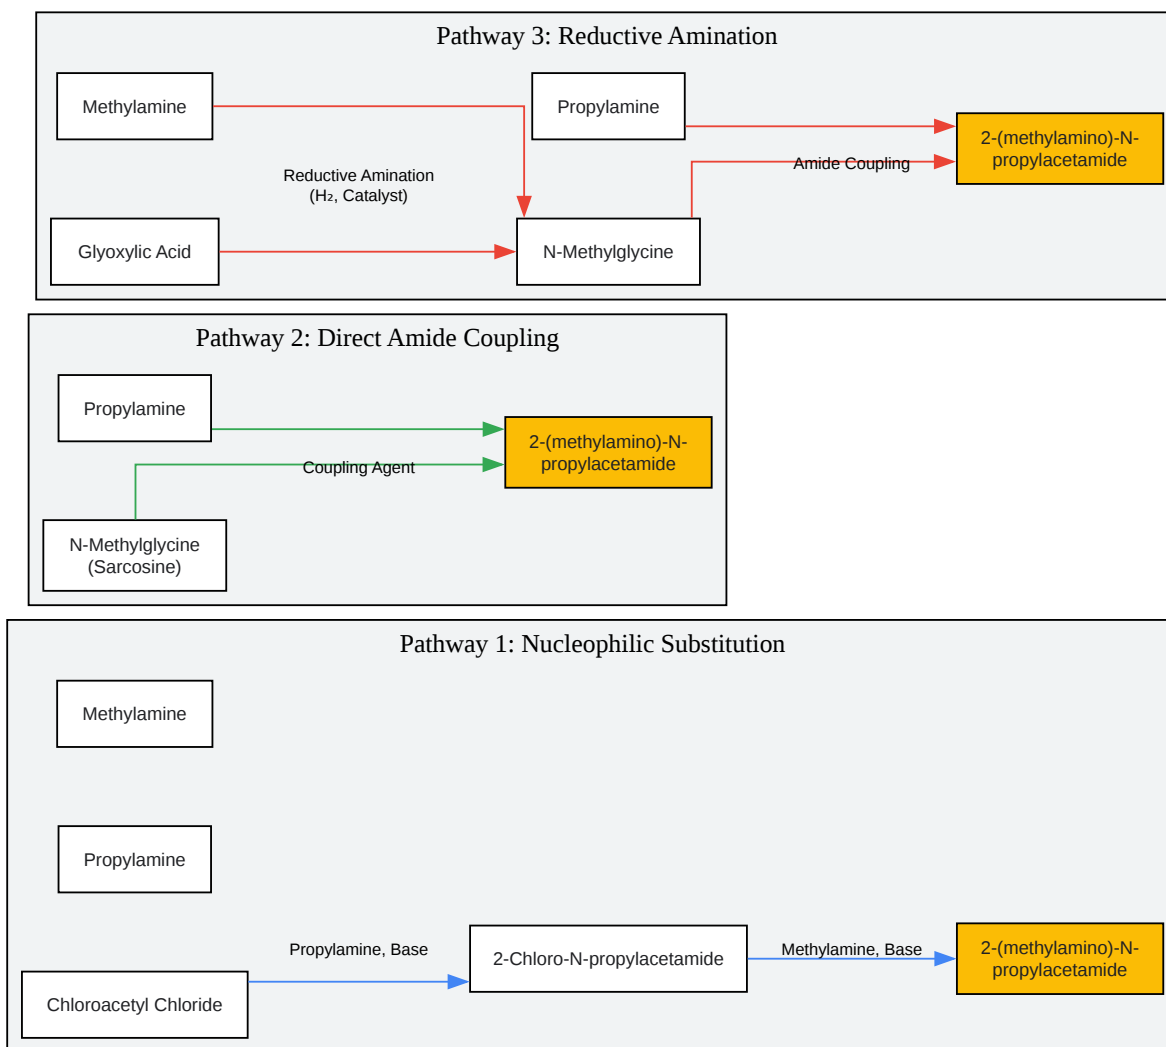 Pathway 3: Reductive Amination
Methylamine
Propylamine
2-(methylamino)-N-
propylacetamide
Amide Coupling
Reductive Amination
(H₂, Catalyst)
Glyoxylic Acid
N-Methylglycine
Pathway 2: Direct Amide Coupling
Propylamine
2-(methylamino)-N-
propylacetamide
Coupling Agent
N-Methylglycine
(Sarcosine)
Pathway 1: Nucleophilic Substitution
Methylamine
Propylamine
Propylamine, Base
2-Chloro-N-propylacetamide
Methylamine, Base
2-(methylamino)-N-
propylacetamide
Chloroacetyl Chloride